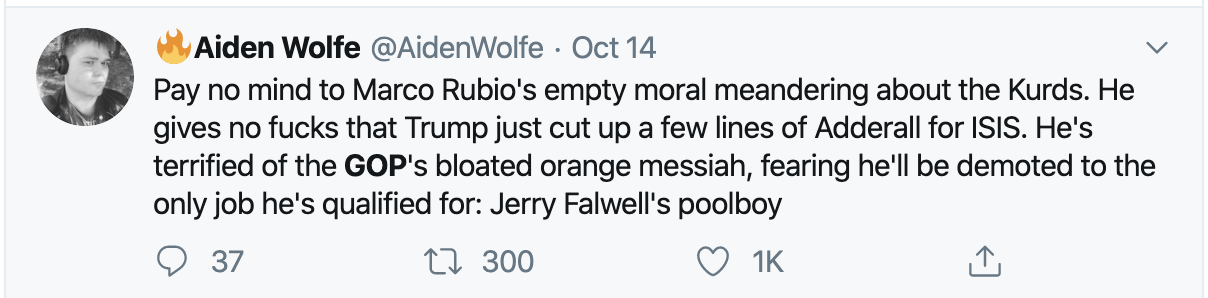 🔥Aiden Wolfe @AidenWolfe · Oct 14
Pay no mind to Marco Rubio's empty moral meandering about the Kurds. He
gives no fucks that Trump just cut up a few lines of Adderall for ISIS. He's
terrified of the GOP's bloated orange messiah, fearing he'll be demoted to the
only job he's qualified for: Jerry Falwell's poolboy
37 300 1K